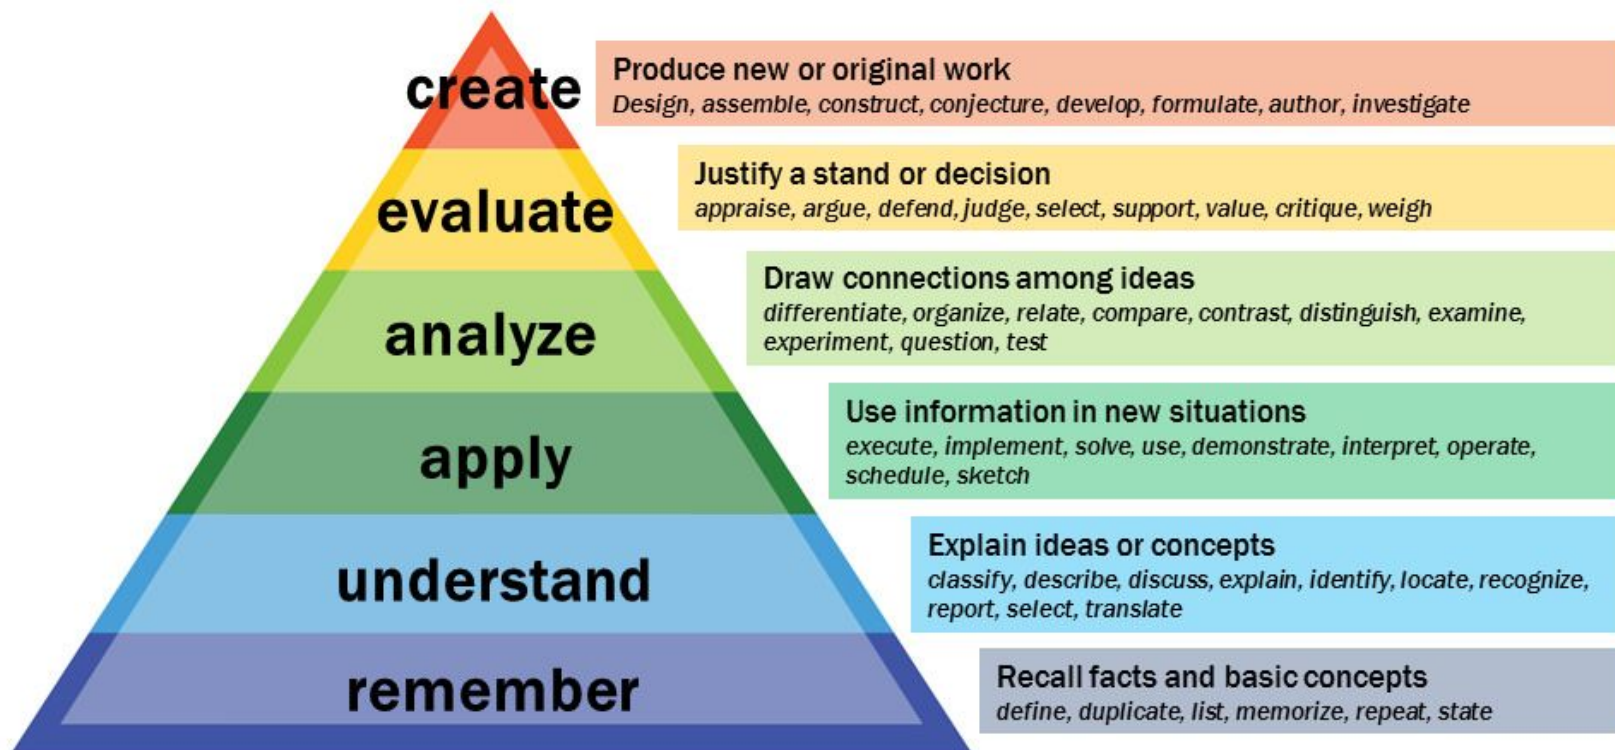 create
Produce new or original work
Design, assemble, construct, conjecture, develop, formulate, author, investigate
evaluate
Justify a stand or decision
appraise, argue, defend, judge, select, support, value, critique, weigh
analyze
Draw connections among ideas
differentiate, organize, relate, compare, contrast, distinguish, examine,
experiment, question, test
apply
Use information in new situations
execute, implement, solve, use, demonstrate, interpret, operate,
schedule, sketch
understand
Explain ideas or concepts
classify, describe, discuss, explain, identify, locate, recognize,
report, select, translate
remember
Recall facts and basic concepts
define, duplicate, list, memorize, repeat, state